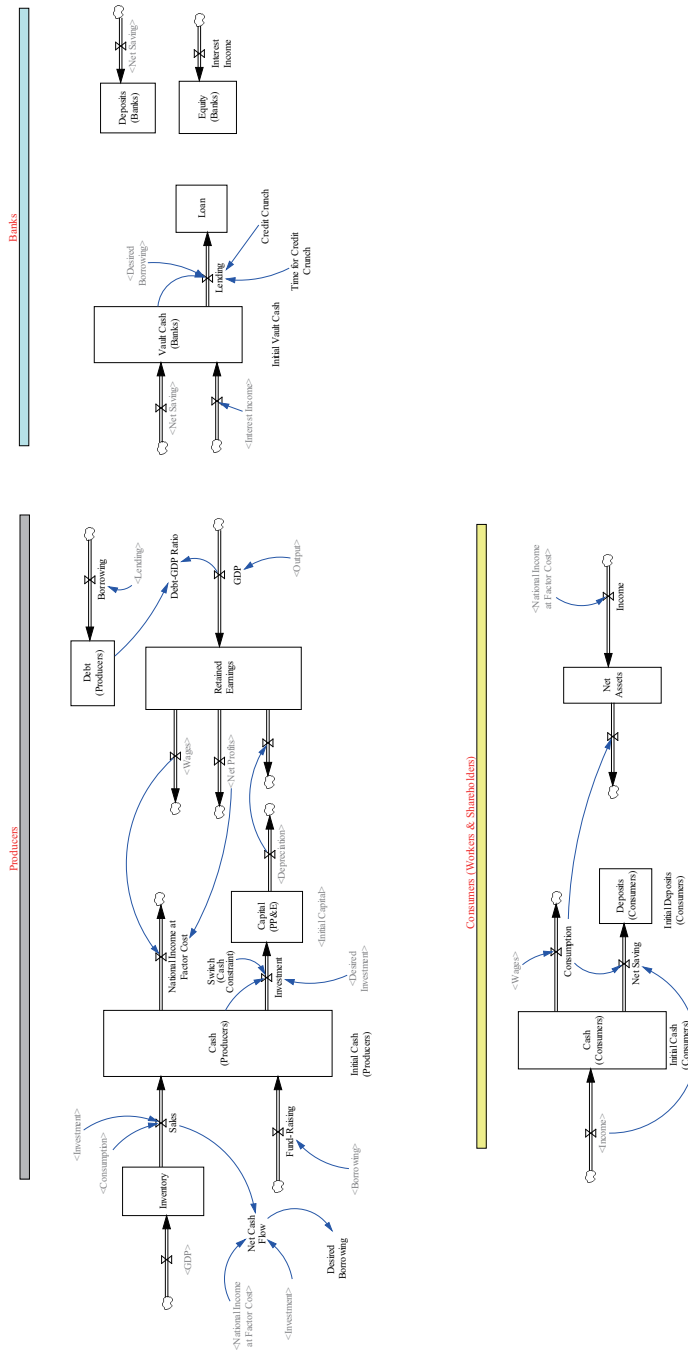 Producers
<GDP>
Inventory
<Investment>
<Consumption>
Sales
<National Income
at Factor Cost>
Net Cash
Flow
<Investment>
Desired
Borrowing
Fund-Raising
<Borrowing>
Cash
(Producers)
Initial Cash
(Producers)
National Income at
Factor Cost
Switch
(Cash
Constraint)
Investment
<Desired
Investment>
Capital
(PP&E)
<Initial Capital>
<Depreciation>
<Wages>
<Net Profits>
Retained
Earnings
Debt
(Producers)
Borrowing
<Lending>
Debt-GDP Ratio
GDP
<Output>
Banks
<Net Saving>
<Interest Income>
Vault Cash
(Banks)
Initial Vault Cash
<Desired
Borrowing>
Lending
Credit Crunch
Time for Credit
Crunch
Loan
Deposits
(Banks)
<Net Saving>
Equity
(Banks)
Interest
Income
Consumers (Workers & Shareholders)
<Income>
Cash
(Consumers)
Initial Cash
(Consumers)
<Wages>
Consumption
Net Saving
Deposits
(Consumers)
Initial Deposits
(Consumers)
Net
Assets
<National Income
at Factor Cost>
Income